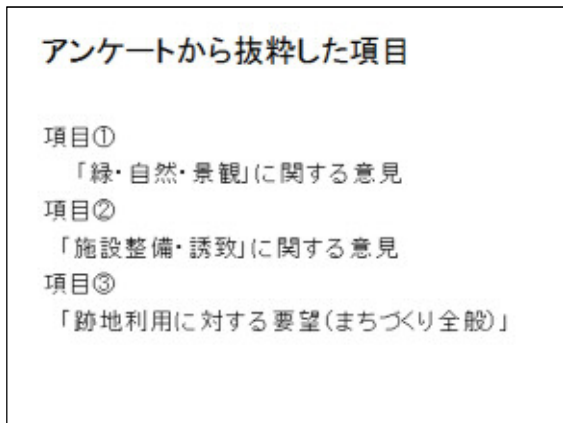 アンケートから抜粋した項目
項目①
「緑・自然・景観」に関する意見
項目②
「施設整備・誘致」に関する意見
項目③
「跡地利用に対する要望(まちづくり全般)」